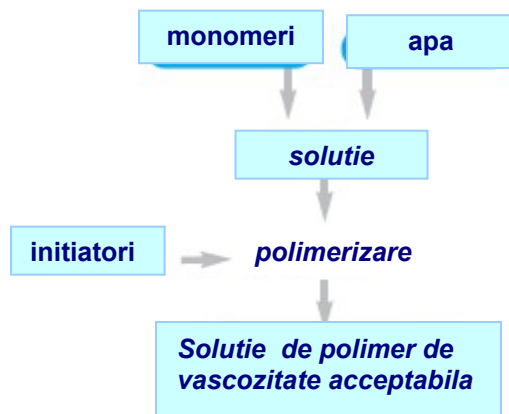 monomeri
apa
solutie
initiatori
polimerizare
Solutie de polimer de
vascozitate acceptabila